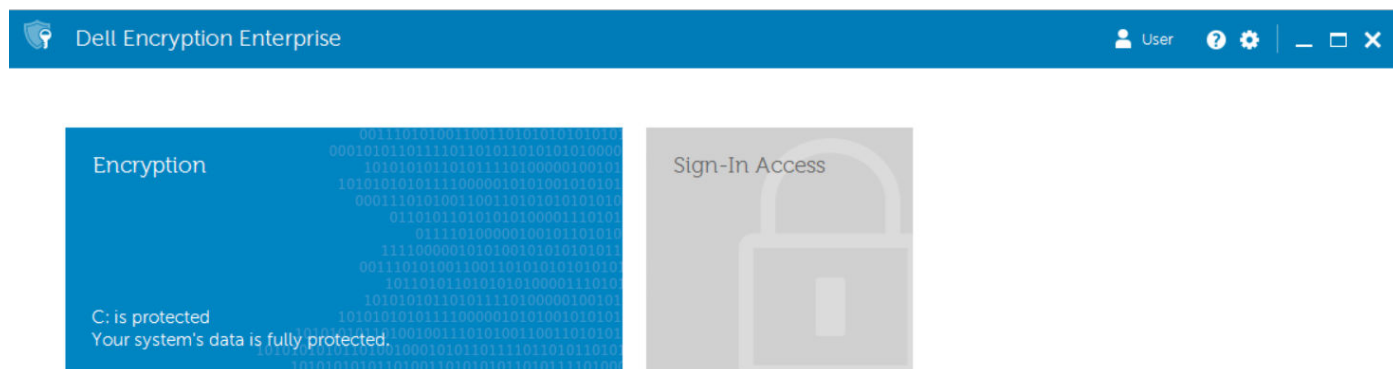 Dell Encryption Enterprise
User
Encryption
Sign-In Access
C: is protected
Your system's data is fully protected.